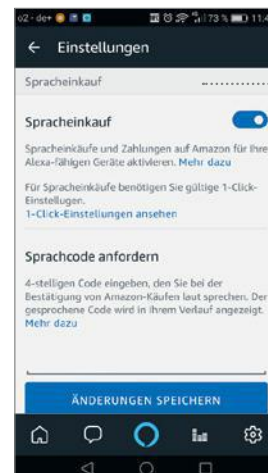 o2 - de+ 73 % 11:4
Einstellungen
Spracheinkauf
Spracheinkauf
Spracheinkäufe und Zahlungen auf Amazon für Ihre
Alexa-fähigen Geräte aktivieren. Mehr dazu
Für Spracheinkäufe benötigen Sie gültige 1-Click-
Einstellugen.
1-Click-Einstellungen ansehen
Sprachcode anfordern
4-stelligen Code eingeben, den Sie bei der
Bestätigung von Amazon-Käufen laut sprechen. Der
gesprochene Code wird in Ihrem Verlauf angezeigt.
Mehr dazu
ÄNDERUNGEN SPEICHERN